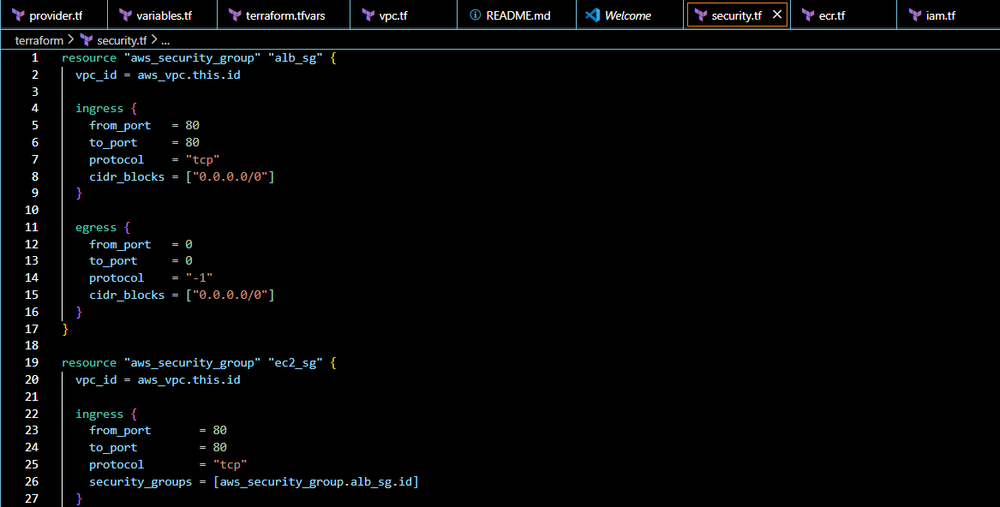 provider.tf variables.tf terraform.tfvars vpc.tf README.md Welcome security.tf ecr.tf iam.tf
terraform > security.tf > ...
1 resource "aws_security_group" "alb_sg" {
2   vpc_id = aws_vpc.this.id
3
4   ingress {
5     from_port   = 80
6     to_port     = 80
7     protocol    = "tcp"
8     cidr_blocks = ["0.0.0.0/0"]
9   }
10
11   egress {
12     from_port   = 0
13     to_port     = 0
14     protocol    = "-1"
15     cidr_blocks = ["0.0.0.0/0"]
16   }
17 }
18
19 resource "aws_security_group" "ec2_sg" {
20   vpc_id = aws_vpc.this.id
21
22   ingress {
23     from_port       = 80
24     to_port         = 80
25     protocol        = "tcp"
26     security_groups = [aws_security_group.alb_sg.id]
27   }